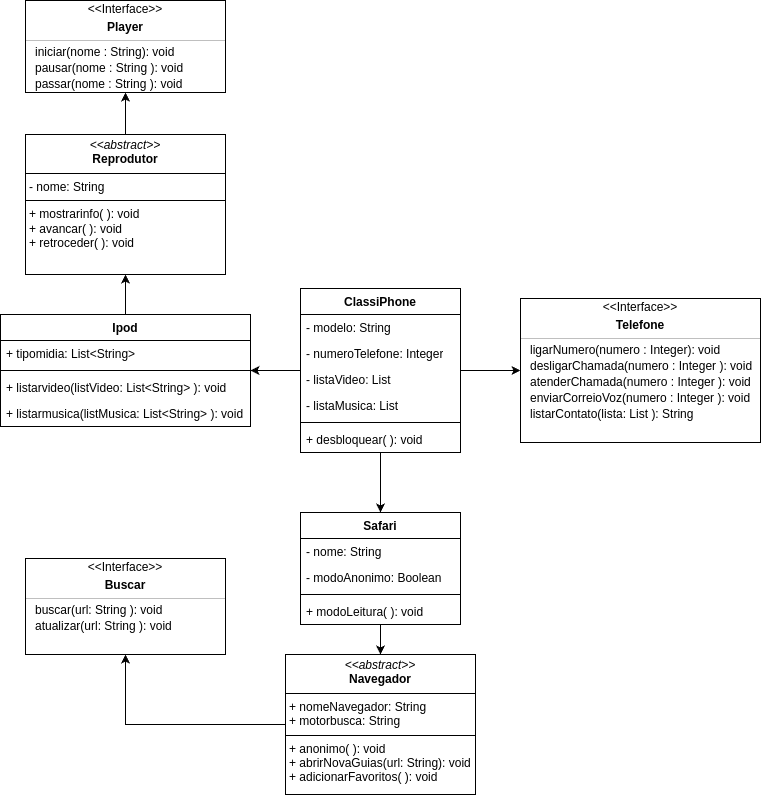 <<Interface>>
Player
iniciar(nome : String): void
pausar(nome : String ): void
passar(nome : String ): void
<<abstract>>
Reprodutor
- nome: String
+ mostrarinfo( ): void
+ avancar( ): void
+ retroceder( ): void
Ipod
+ tipomidia: List<String>
+ listarvideo(listVideo: List<String> ): void
+ listarmusica(listMusica: List<String> ): void
ClassiPhone
- modelo: String
- numeroTelefone: Integer
- listaVideo: List
- listaMusica: List
+ desbloquear( ): void
<<Interface>>
Telefone
ligarNumero(numero : Integer): void
desligarChamada(numero : Integer ): void
atenderChamada(numero : Integer ): void
enviarCorreioVoz(numero : Integer ): void
listarContato(lista: List ): String
Safari
- nome: String
- modoAnonimo: Boolean
+ modoLeitura( ): void
<<Interface>>
Buscar
buscar(url: String ): void
atualizar(url: String ): void
<<abstract>>
Navegador
+ nomeNavegador: String
+ motorbusca: String
+ anonimo( ): void
+ abrirNovaGuias(url: String): void
+ adicionarFavoritos( ): void